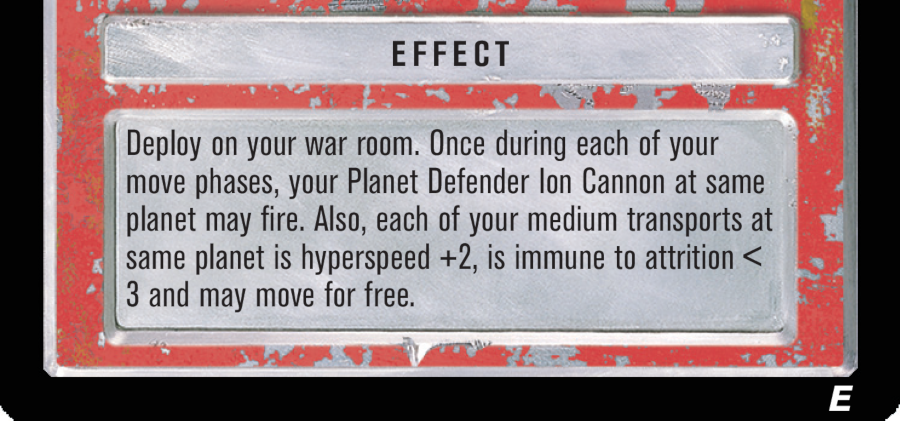 EFFECT
Deploy on your war room. Once during each of your
move phases, your Planet Defender Ion Cannon at same
planet may fire. Also, each of your medium transports at
same planet is hyperspeed +2, is immune to attrition <
3 and may move for free.
E